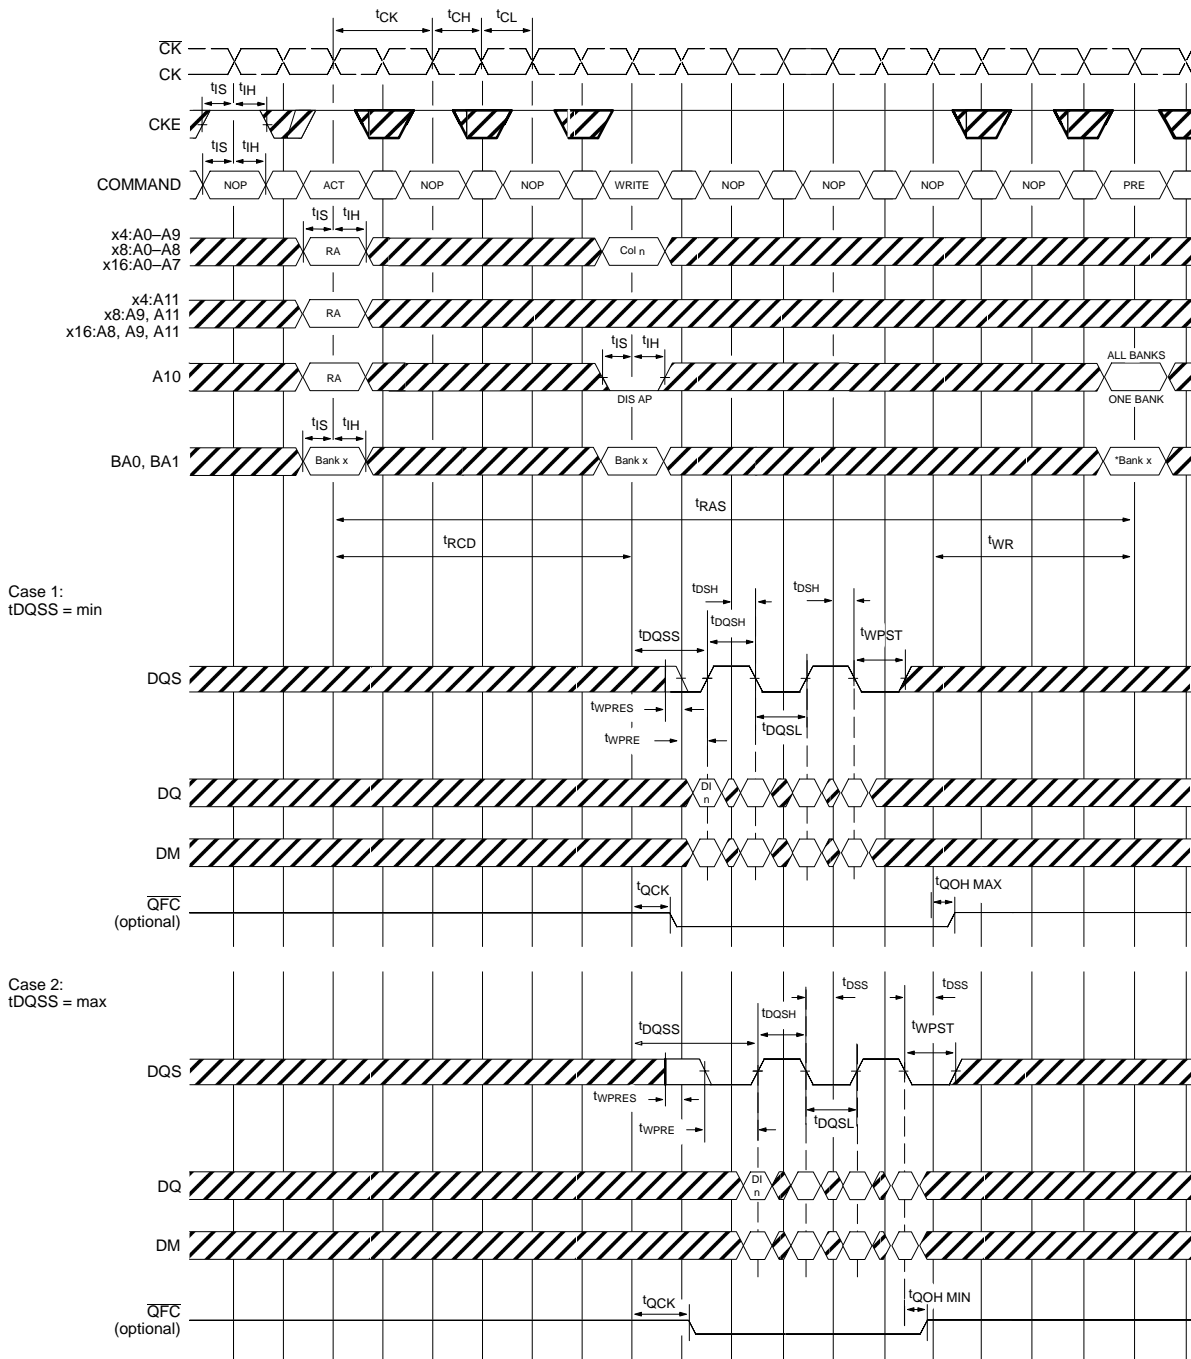 tCK tCH tCL
CK
CK
tIS tIH
CKE
tIS tIH
COMMAND NOP ACT NOP NOP WRITE NOP NOP NOP NOP PRE
tIS tIH
x4:A0–A9
x8:A0–A8
x16:A0–A7
RA Col n
x4:A11
x8:A9, A11
x16:A8, A9, A11
RA
tIS tIH ALL BANKS
A10 RA
DIS AP ONE BANK
tIS tIH
BA0, BA1 Bank x Bank x *Bank x
tRAS
tRCD tWR
Case 1:
tDQSS = min
tDSH tDSH
tDQSS tDQSH tWPST
DQS
tWPRES
tDQSL
tWPRE
DQ DI
n
DM
tQCK tQOH MAX
QFC
(optional)
Case 2:
tDQSS = max
tDSS tDSS
tDQSS tDQSH tWPST
DQS
tWPRES
tDQSL
tWPRE
DQ DI
n
DM
tQCK tQOH MIN
QFC
(optional)